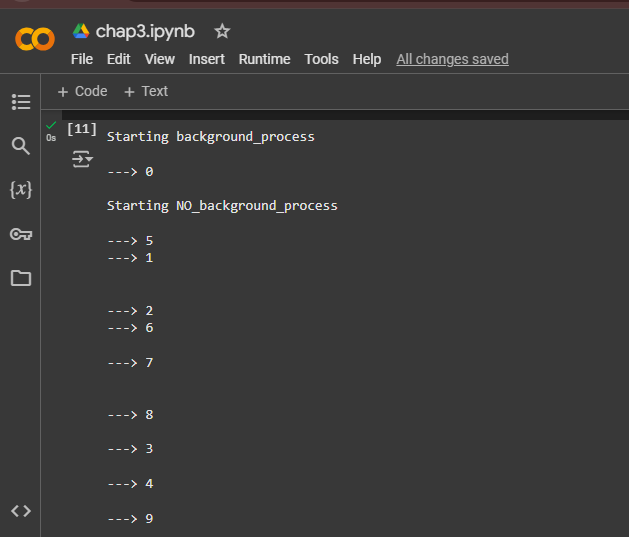 chap3.ipynb
File Edit View Insert Runtime Tools Help All changes saved
+ Code + Text
[11]
0s
Starting background_process
---> 0
Starting NO_background_process
---> 5
---> 1
---> 2
---> 6
---> 7
---> 8
---> 3
---> 4
---> 9
{x}